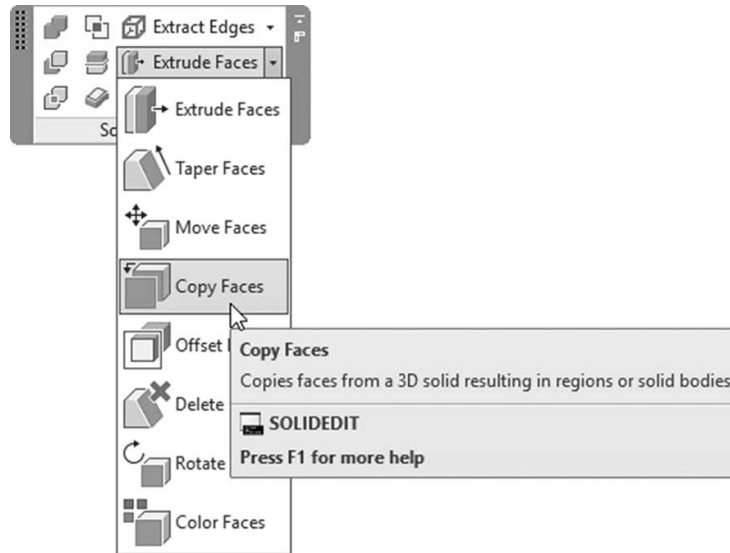 Extract Edges
Extrude Faces
So
Extrude Faces
Taper Faces
Move Faces
Copy Faces
Offset
Copy Faces
Copies faces from a 3D solid resulting in regions or solid bodies
Delete
SOLIDEDIT
Press F1 for more help
Rotate
Color Faces